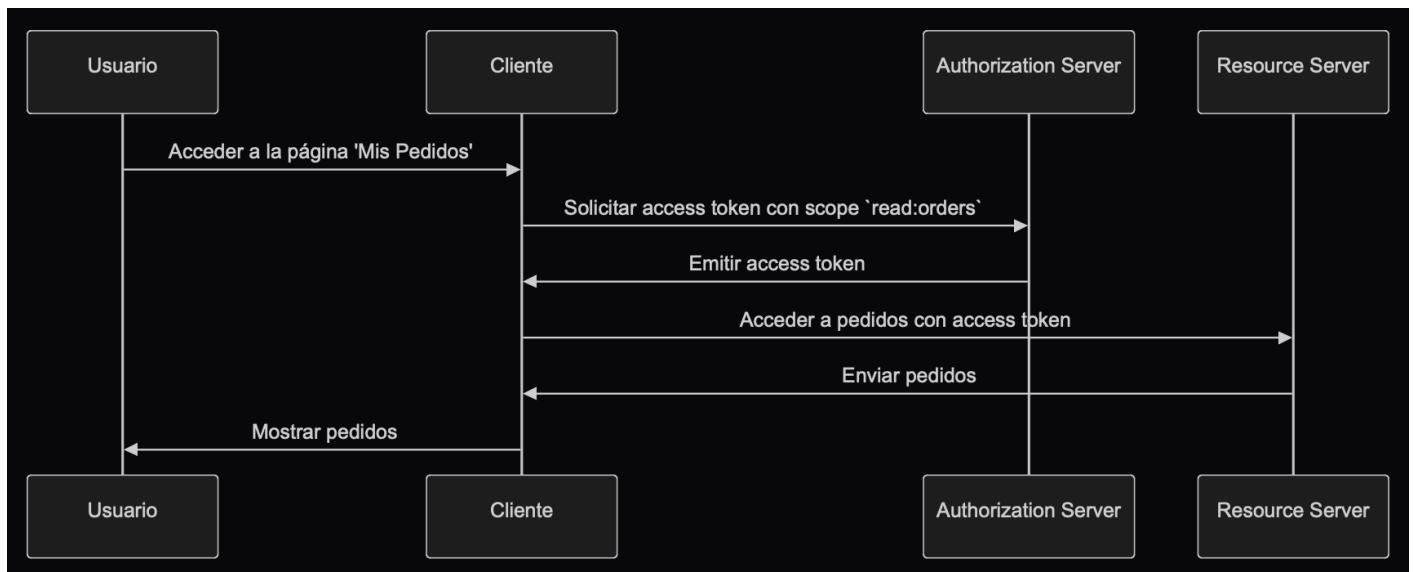 Usuario
Cliente
Authorization Server
Resource Server
Acceder a la página 'Mis Pedidos'
Solicitar access token con scope `read:orders`
Emitir access token
Acceder a pedidos con access token
Enviar pedidos
Mostrar pedidos
Usuario
Cliente
Authorization Server
Resource Server